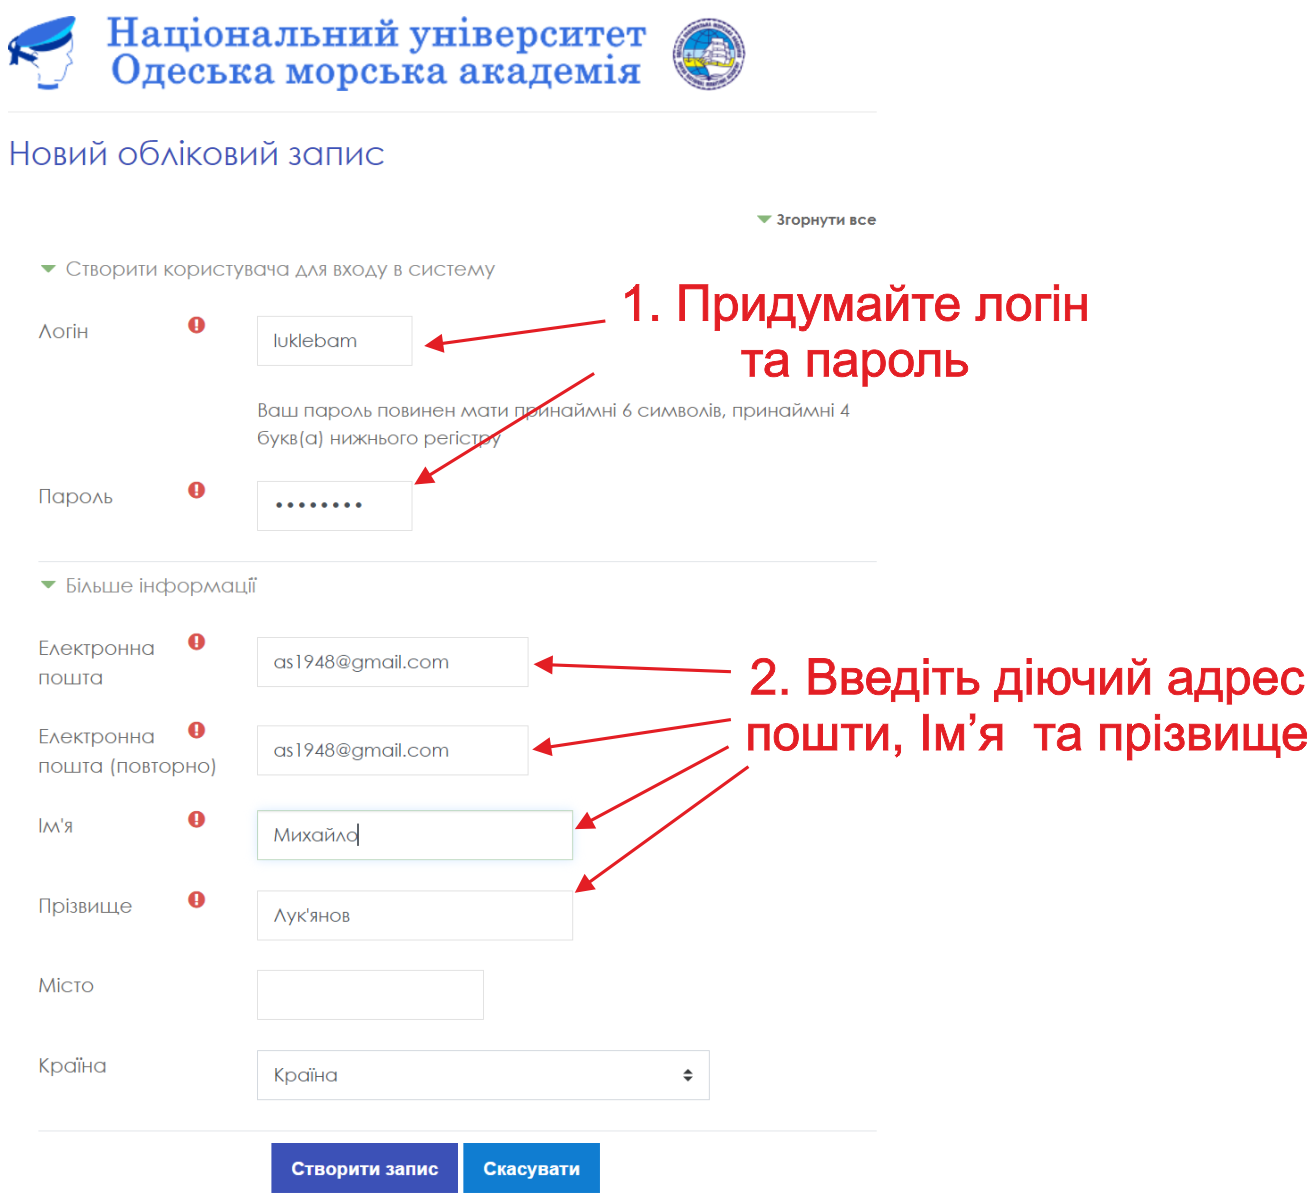 Національний університет
Одеська морська академія
Новий обліковий запис
Згорнути все
Створити користувача для входу в систему
1. Придумайте логін
та пароль
Логін
luklebam
Ваш пароль повинен мати принаймні 6 символів, принаймні 4
букв(а) нижнього регістру
Пароль
••••••••
Більше інформації
Електронна
пошта
as1948@gmail.com
2. Введіть діючий адрес
пошти, Ім’я та прізвище
Електронна
пошта (повторно)
as1948@gmail.com
Ім'я
Михайло
Прізвище
Лук'янов
Місто
Країна
Країна
Створити запис
Скасувати